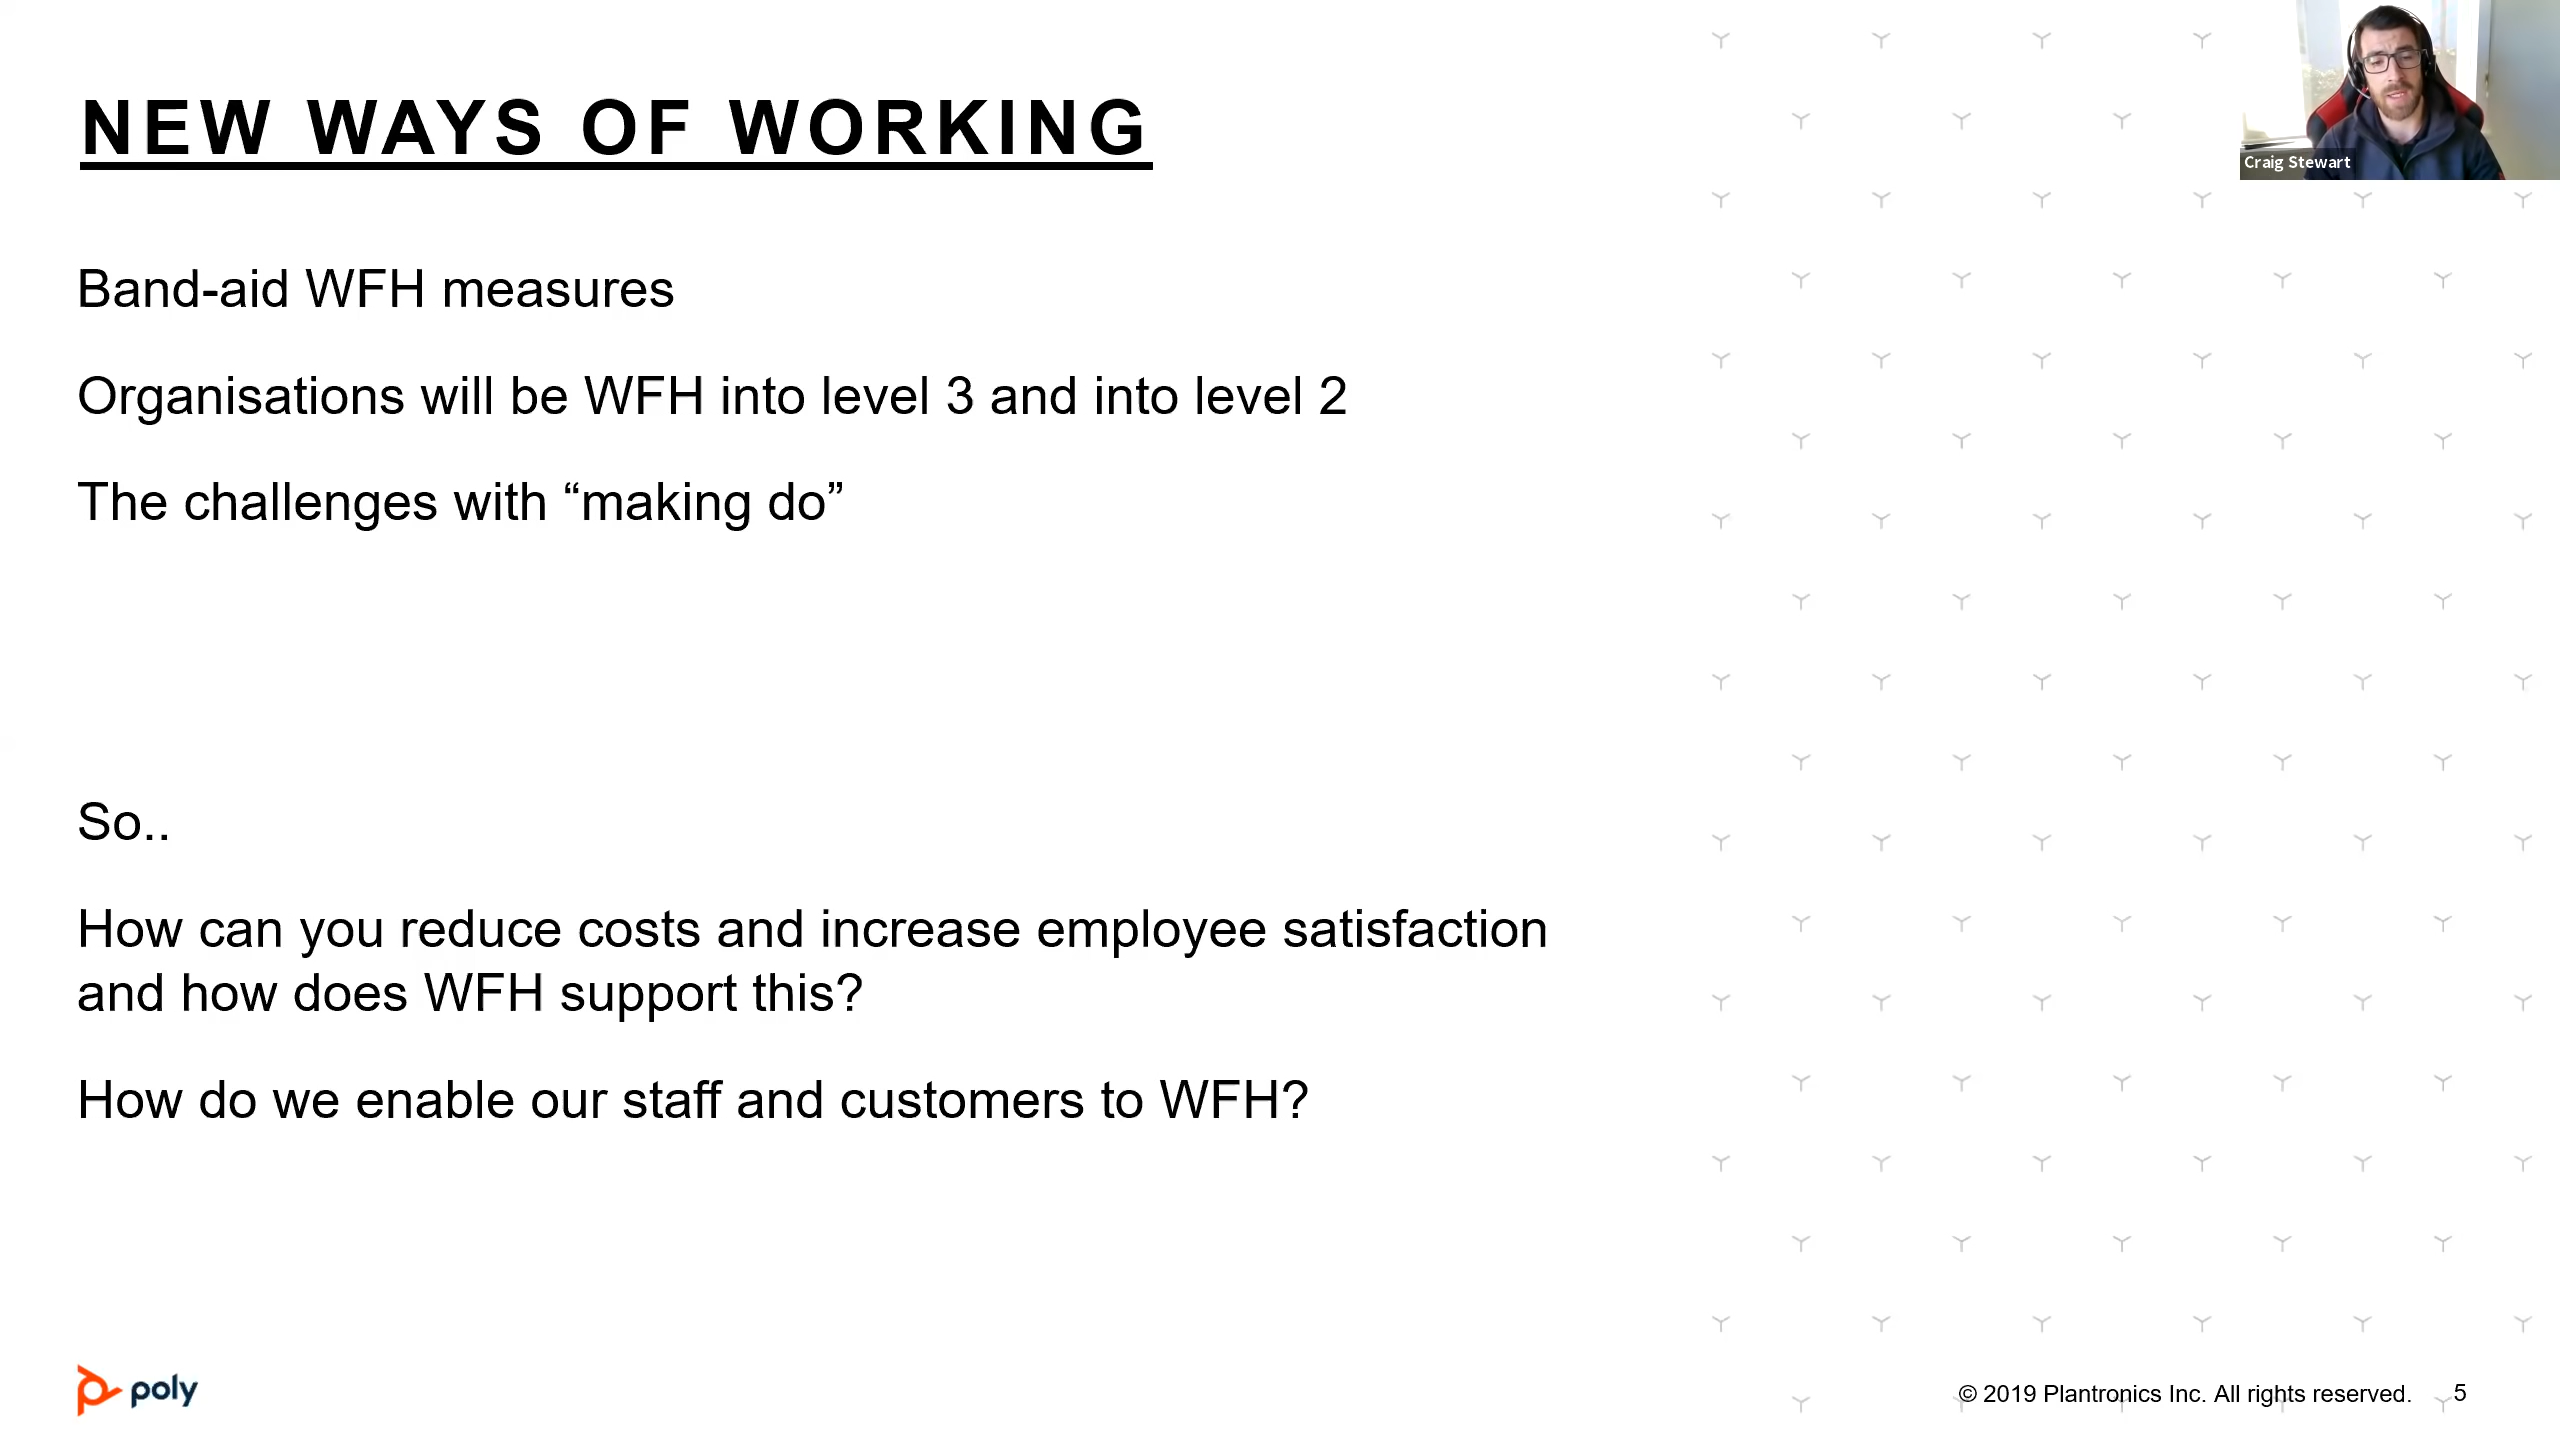 NEW WAYS OF WORKING
Craig Stewart
Band-aid WFH measures
Organisations will be WFH into level 3 and into level 2
The challenges with “making do”
So..
How can you reduce costs and increase employee satisfaction
and how does WFH support this?
How do we enable our staff and customers to WFH?
poly
© 2019 Plantronics Inc. All rights reserved. 5